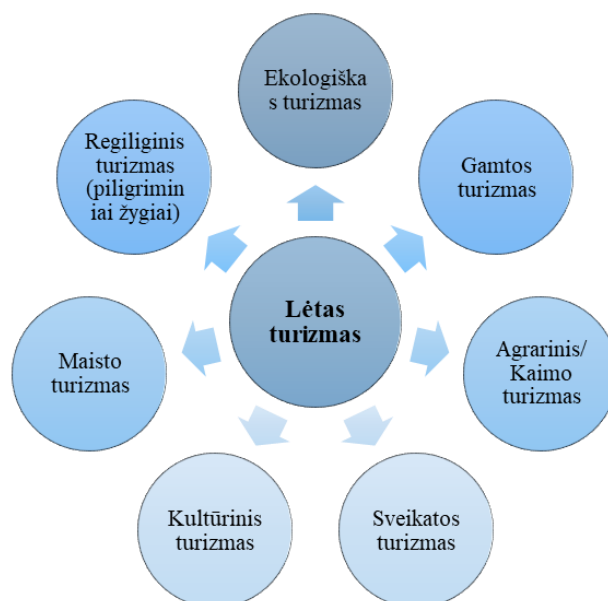 Ekologiška
s turizmas
Regiliginis
turizmas
(piligrimin
iai žygiai)
Gamtos
turizmas
Lėtas
turizmas
Maisto
turizmas
Agrarinis/
Kaimo
turizmas
Kultūrinis
turizmas
Sveikatos
turizmas